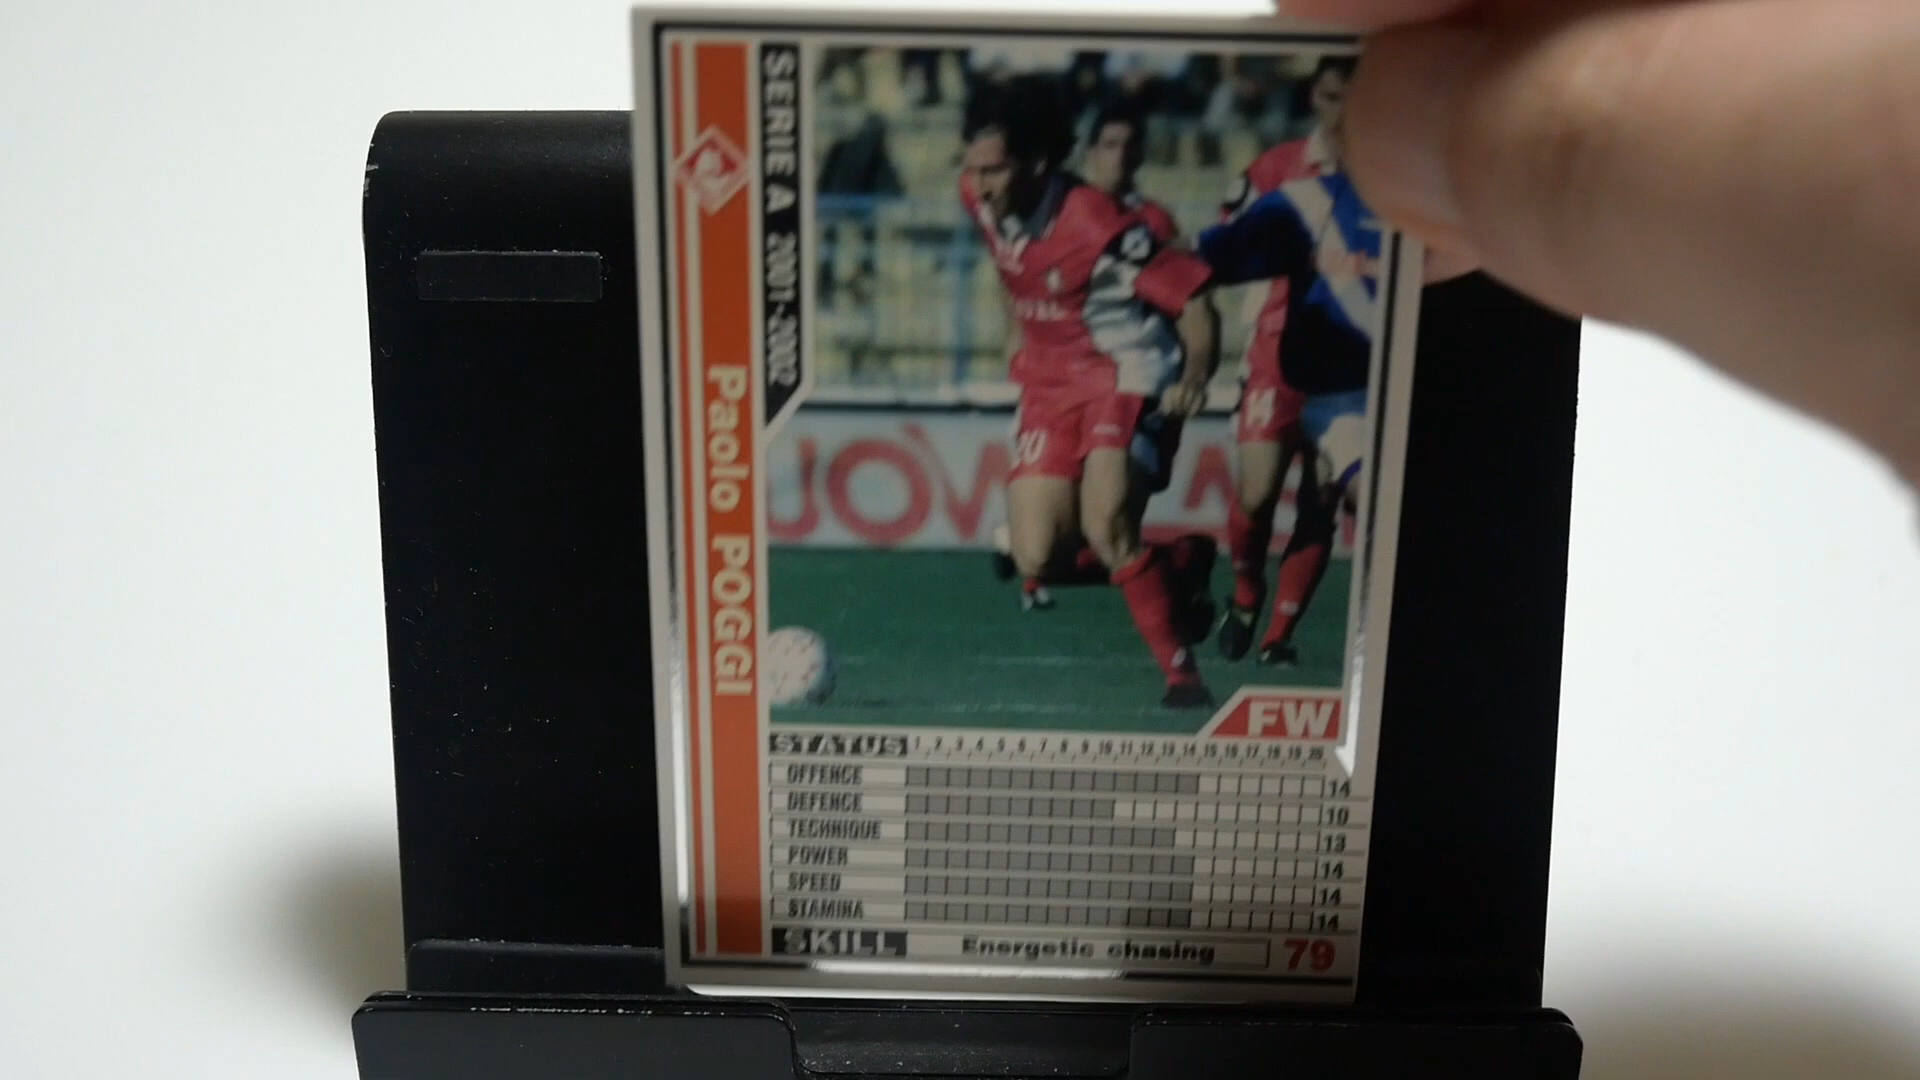 SERIE A 2001-2002
Paolo POGGI
20
14
FW
STATUS 1 2 3 4 5 6 7 8 9 10 11 12 13 14 15 16 17 18 19 20
OFFENCE 14
DEFENCE 10
TECHNIQUE 13
POWER 14
SPEED 14
STAMINA 14
SKILL Energetic chasing 79